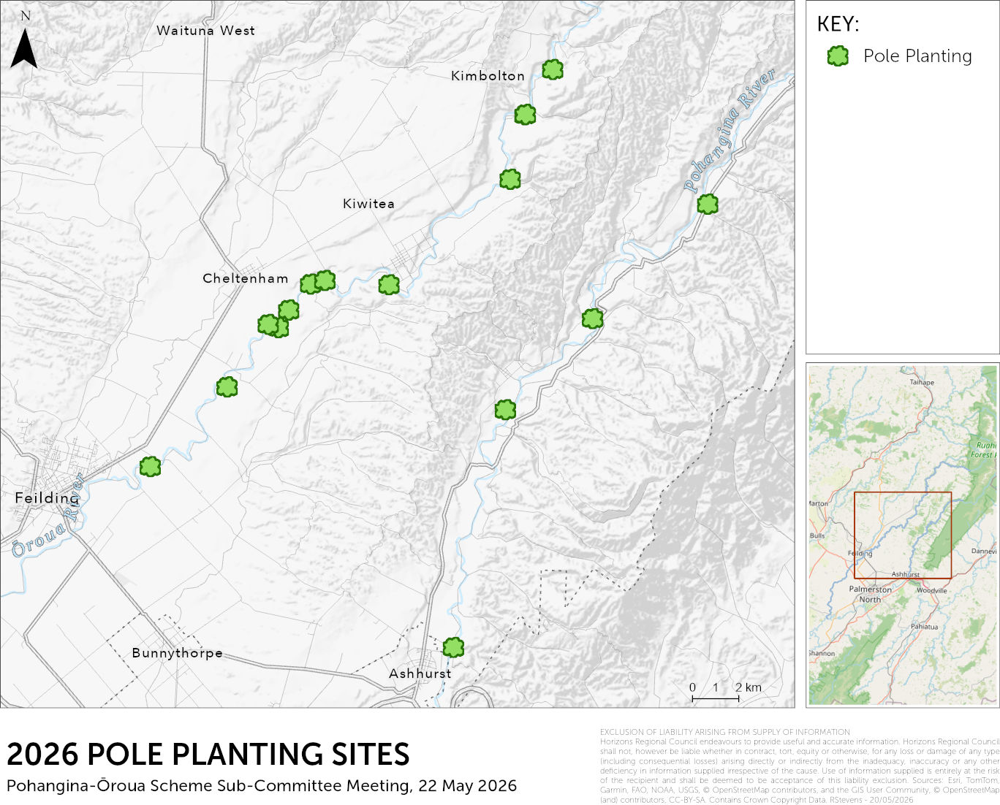 N
Waituna West
Kimbolton
Pohangina River
Kiwitea
Cheltenham
Feilding
Ōroua River
Bunnythorpe
Ashhurst
0 1 2 km
KEY:
Pole Planting
Taihape
Ruahi
Forest P
Marton
Bulls
Feilding
Dannevi
Ashhurst
Palmerston
North
Woodville
Pahiatua
Shannon
2026 POLE PLANTING SITES
Pohangina-Ōroua Scheme Sub-Committee Meeting, 22 May 2026
EXCLUSION OF LIABILITY ARISING FROM SUPPLY OF INFORMATION
Horizons Regional Council endeavours to provide useful and accurate information. Horizons Regional Council
shall not, however be liable whether in contract, tort, equity or otherwise, for any loss or damage of any type
(including consequential losses) arising directly or indirectly from the inadequacy, inaccuracy or any other
deficiency in information supplied irrespective of the cause. Use of information supplied is entirely at the risk
of the recipient and shall be deemed to be acceptance of this liability exclusion. Sources: Esri, TomTom,
Garmin, FAO, NOAA, USGS, © OpenStreetMap contributors, and the GIS User Community, © OpenStreetMap
(and) contributors, CC-BY-SA. Contains Crown Copyright Data. RStevens - 20/05/2026